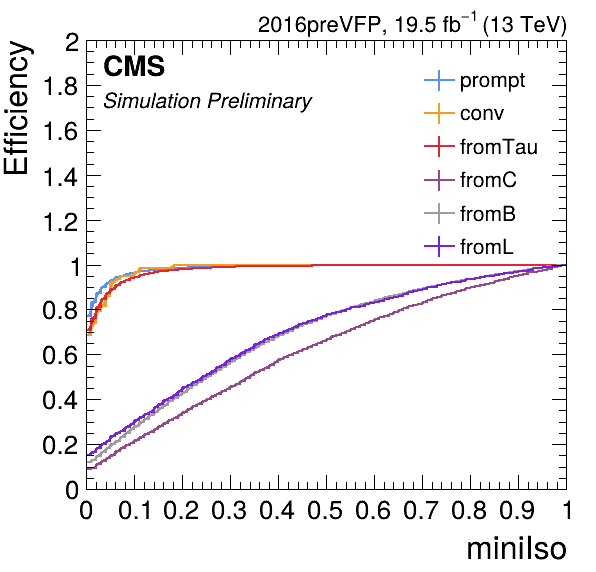 2016preVFP, 19.5 fb⁻¹ (13 TeV)
Efficiency
CMS
Simulation Preliminary
prompt
conv
fromTau
fromC
fromB
fromL
2
1.8
1.6
1.4
1.2
1
0.8
0.6
0.4
0.2
0
0 0.1 0.2 0.3 0.4 0.5 0.6 0.7 0.8 0.9 1
miniIso